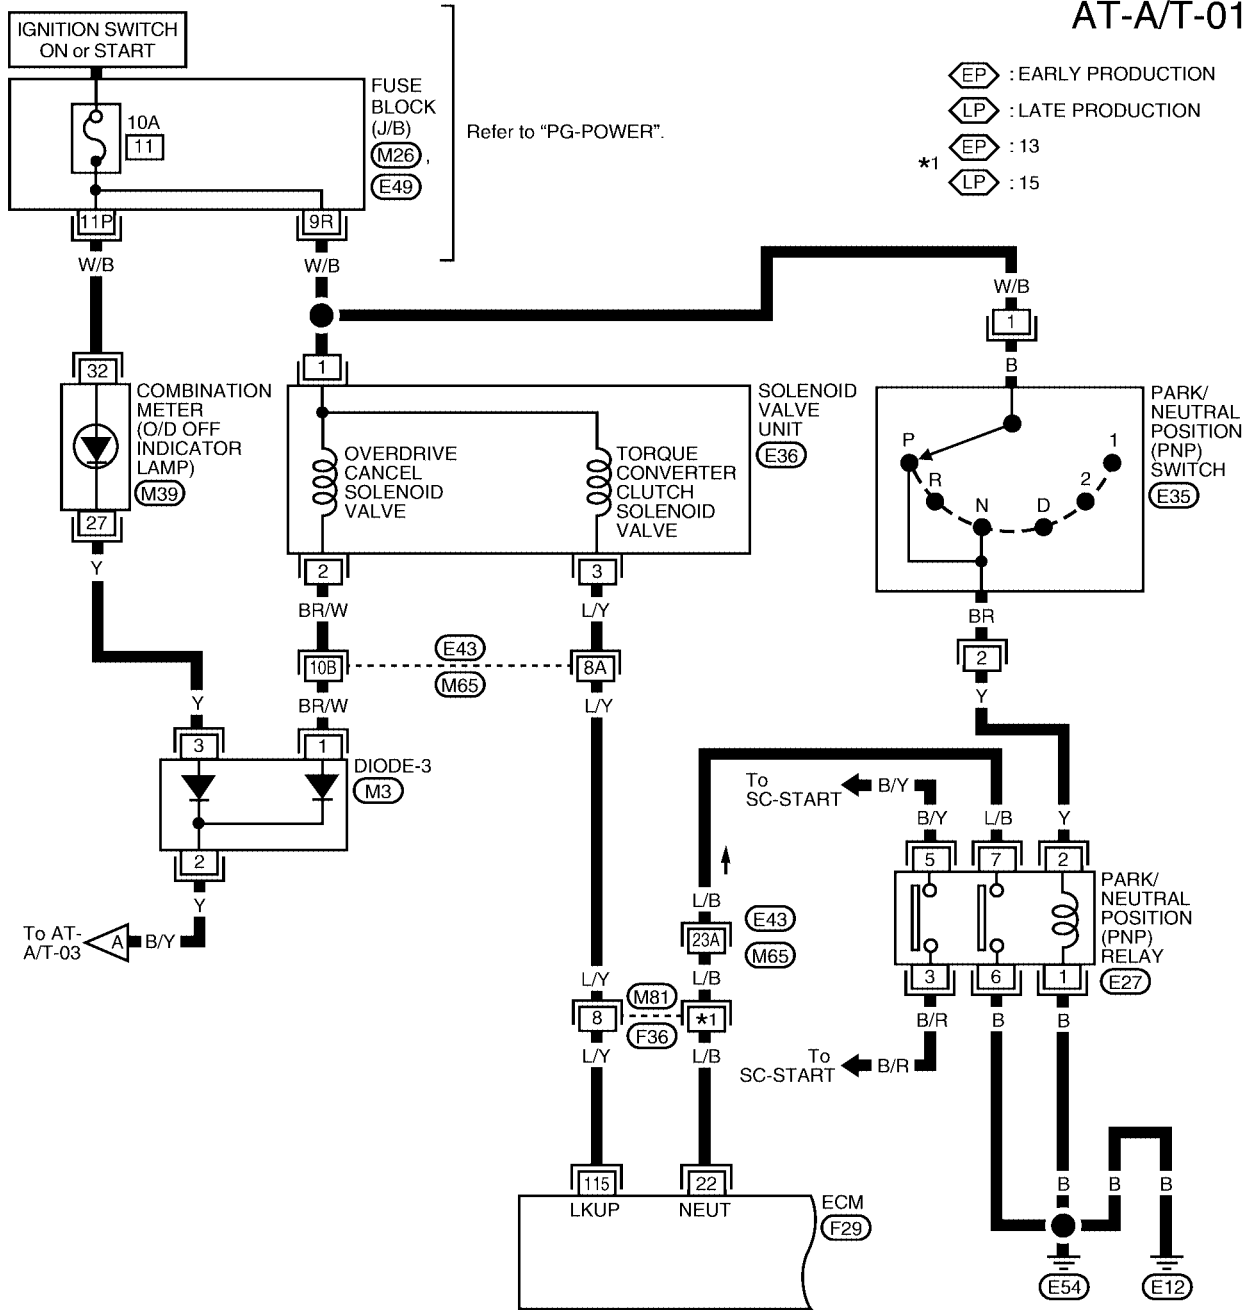 AT-A/T-01
IGNITION SWITCH
ON or START
FUSE
BLOCK
(J/B)
M26 ,
E49
10A
11
Refer to “PG-POWER”.
EP : EARLY PRODUCTION
LP : LATE PRODUCTION
*1
EP : 13
LP : 15
11P
9R
W/B
W/B
W/B
1
B
32
1
COMBINATION
METER
(O/D OFF
INDICATOR
LAMP)
M39
27
Y
OVERDRIVE
CANCEL
SOLENOID
VALVE
TORQUE
CONVERTER
CLUTCH
SOLENOID
VALVE
SOLENOID
VALVE
UNIT
E36
P
R
N
D
2
1
PARK/
NEUTRAL
POSITION
(PNP)
SWITCH
E35
2
3
BR/W
L/Y
BR
2
Y
10B
E43
M65
8A
BR/W
L/Y
Y
3
1
DIODE-3
M3
2
Y
To AT-
A/T-03
A
B/Y
To
SC-START
B/Y
B/Y
L/B
Y
5
7
2
PARK/
NEUTRAL
POSITION
(PNP)
RELAY
E27
3
6
1
B/R
B
B
To
SC-START
B/R
L/B
23A
E43
M65
L/B
L/Y
8
M81
F36
*1
L/Y
L/B
115
22
LKUP
NEUT
ECM
F29
B
B
B
E54
E12